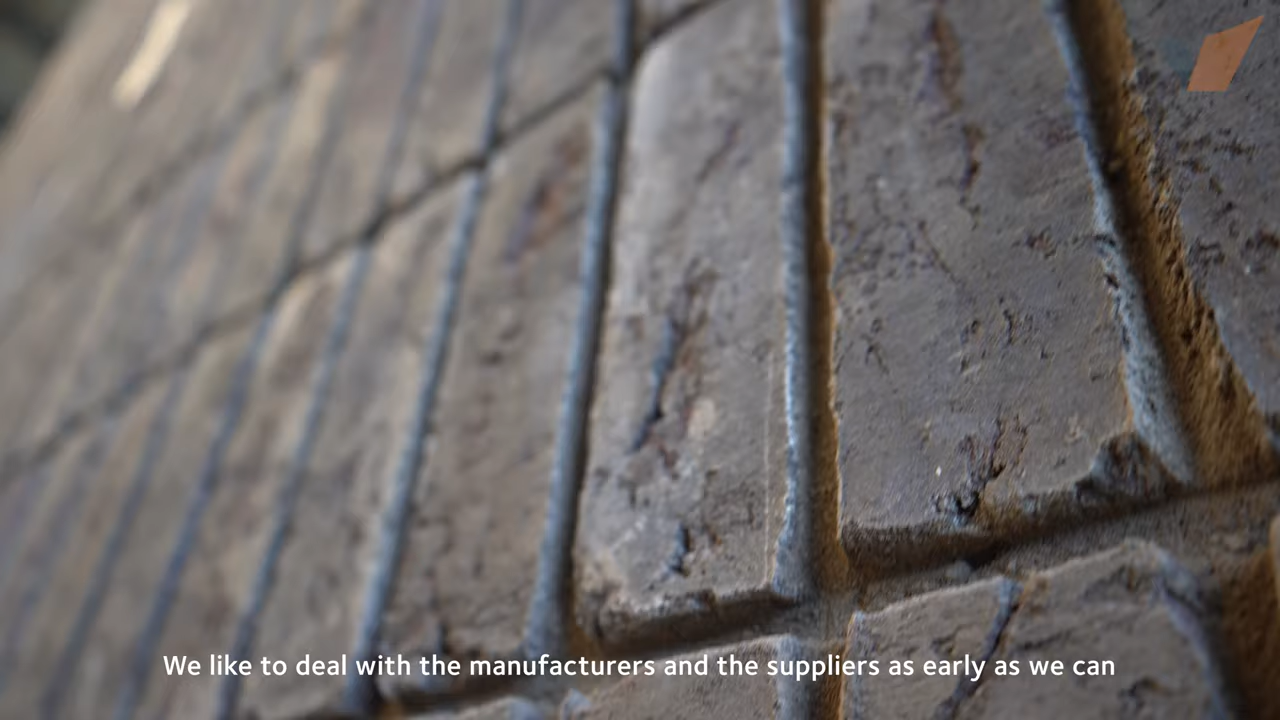 We like to deal with the manufacturers and the suppliers as early as we can